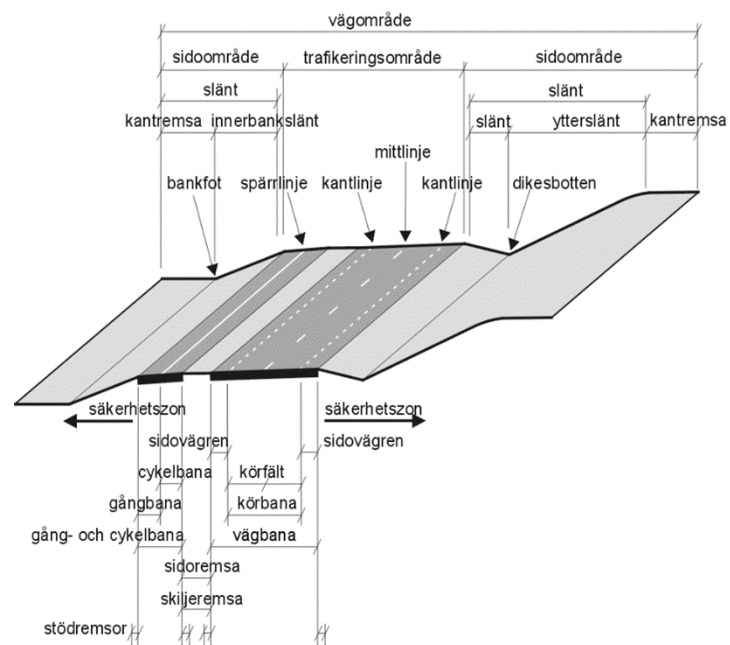 vägområde
sidoområde trafikeringsområde sidoområde
slänt slänt
kantremsa innerbankslänt slänt ytterslänt kantremsa
mittlinje
bankfot spärrlinje kantlinje kantlinje dikesbotten
säkerhetszon säkerhetszon
sidovägren sidovägren
cykelbana körfält
gångbana körbana
gång- och cykelbana vägbana
sidoremsa
skiljeremsa
stödremsor